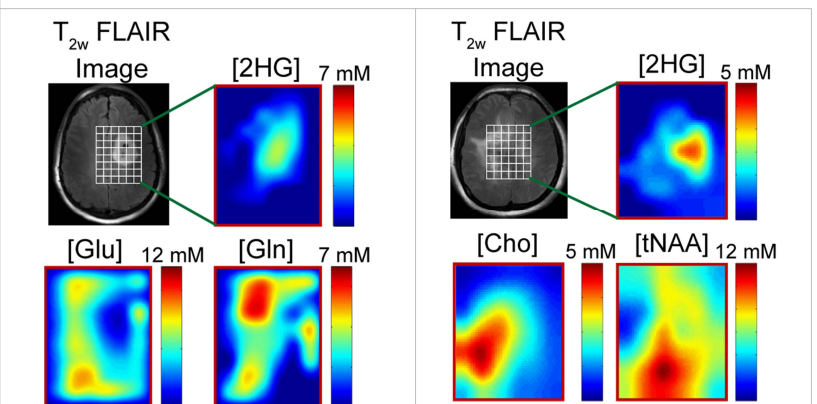 T2w FLAIR
Image
[2HG] 7 mM
[Glu] 12 mM [Gln] 7 mM
T2w FLAIR
Image
[2HG] 5 mM
[Cho] 5 mM [tNAA] 12 mM